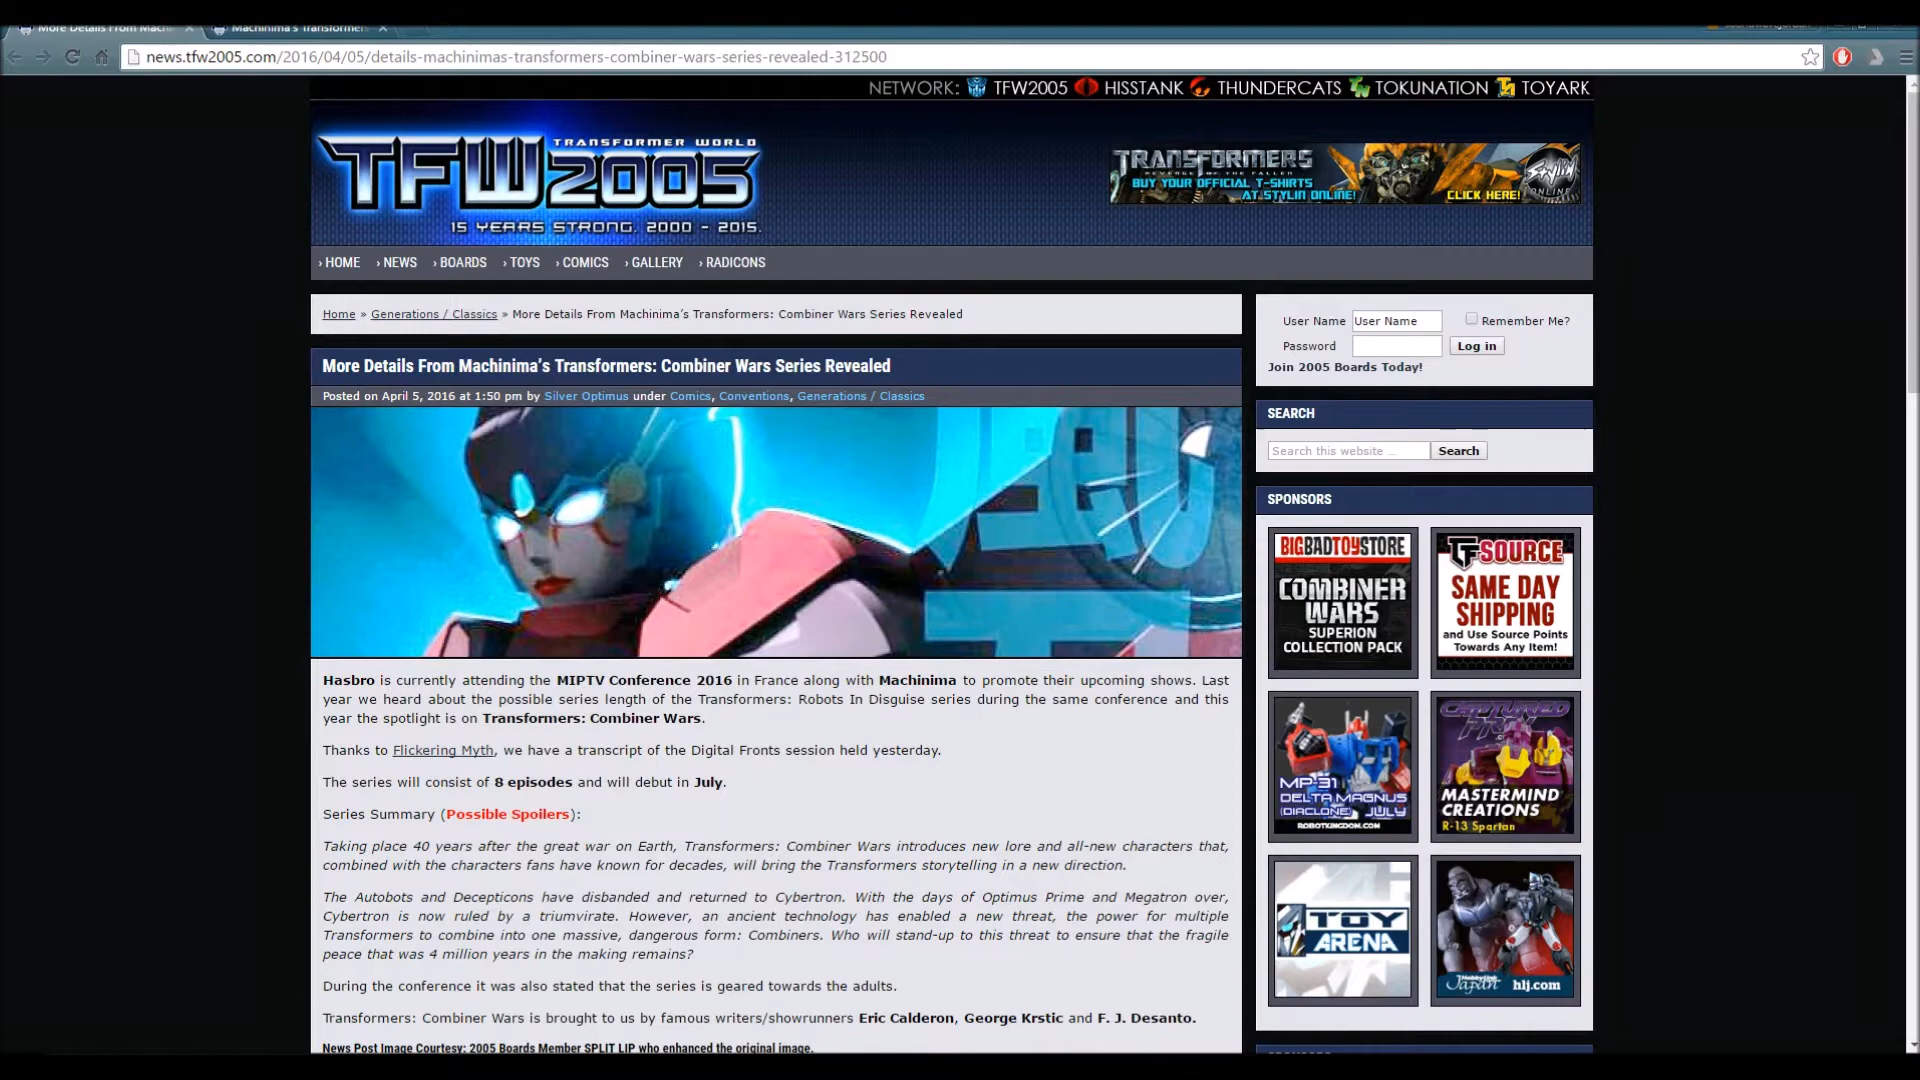 More Details From Machi
Machinima's Transformer
news.tfw2005.com/2016/04/05/details-machinimas-transformers-combiner-wars-series-revealed-312500
NETWORK: TFW2005 HISSTANK THUNDERCATS TOKUNATION TOYARK
TRANSFORMER WORLD
TFW2005
15 YEARS STRONG. 2000 - 2015.
TRANSFORMERS
REVENGE OF THE FALLEN
BUY YOUR OFFICIAL T-SHIRTS
AT STYLIN ONLINE!
CLICK HERE!
› HOME › NEWS › BOARDS › TOYS › COMICS › GALLERY › RADICONS
Home » Generations / Classics » More Details From Machinima's Transformers: Combiner Wars Series Revealed
More Details From Machinima's Transformers: Combiner Wars Series Revealed
Posted on April 5, 2016 at 1:50 pm by Silver Optimus under Comics, Conventions, Generations / Classics
Hasbro is currently attending the MIPTV Conference 2016 in France along with Machinima to promote their upcoming shows. Last
year we heard about the possible series length of the Transformers: Robots In Disguise series during the same conference and this
year the spotlight is on Transformers: Combiner Wars.
Thanks to Flickering Myth, we have a transcript of the Digital Fronts session held yesterday.
The series will consist of 8 episodes and will debut in July.
Series Summary (Possible Spoilers):
Taking place 40 years after the great war on Earth, Transformers: Combiner Wars introduces new lore and all-new characters that,
combined with the characters fans have known for decades, will bring the Transformers storytelling in a new direction.
The Autobots and Decepticons have disbanded and returned to Cybertron. With the days of Optimus Prime and Megatron over,
Cybertron is now ruled by a triumvirate. However, an ancient technology has enabled a new threat, the power for multiple
Transformers to combine into one massive, dangerous form: Combiners. Who will stand-up to this threat to ensure that the fragile
peace that was 4 million years in the making remains?
During the conference it was also stated that the series is geared towards the adults.
Transformers: Combiner Wars is brought to us by famous writers/showrunners Eric Calderon, George Krstic and F. J. Desanto.
News Post Image Courtesy: 2005 Boards Member SPLIT LIP who enhanced the original image.
User Name User Name Remember Me?
Password Log in
Join 2005 Boards Today!
SEARCH
Search this website ... Search
SPONSORS
BIGBADTOYSTORE
COMBINER
WARS
SUPERION
COLLECTION PACK
TFSOURCE
SAME DAY
SHIPPING
and Use Source Points
Towards Any Item!
MP-31
DELTA MAGNUS
(DIACLONE) JULY
ROBOTKINGDOM.COM
CAPTURED
PREY
MASTERMIND
CREATIONS
R-13 Spartan
TOY
ARENA
HobbyLink
Japan hlj.com